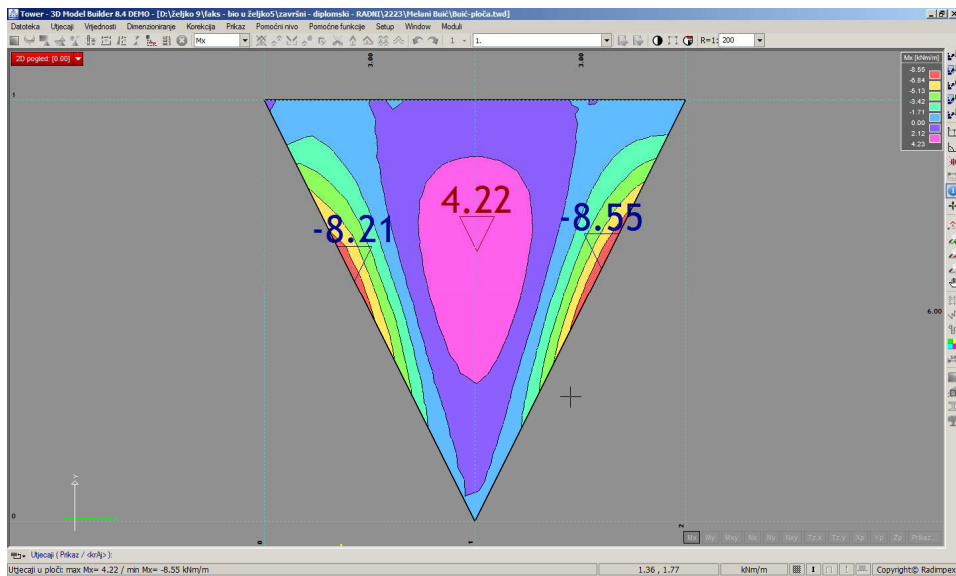 Tower - 3D Model Builder 8.4 DEMO - [D:\željko 9\faks - bio u željko5\završni - diplomski - RADNI\2223\Melani Buić\Buić-ploča.twd]
Datoteka Utjecaji Vrijednosti Dimenzioniranje Korekcija Prikaz Pomoćni nivo Pomoćne funkcije Setup Window Moduli
Mx 1 - 1. R=1: 200
2D pogled: [0.00]
3.00 3.00
Mx [kNm/m]
-8.55
-6.84
-5.13
-3.42
-1.71
0.00
2.12
4.23
1
4.22
-8.21 -8.55
6.00
Y
0
0 1 2
Mx My Mxy Nx Ny Nxy Tz,x Tz,y Xp Yp Zp Prikaz...
Utjecaji ( Prikaz / <krAj> ):
Utjecaji u ploči: max Mx= 4.22 / min Mx= -8.55 kNm/m 1.36 , 1.77 kNm/m Copyright© Radimpex